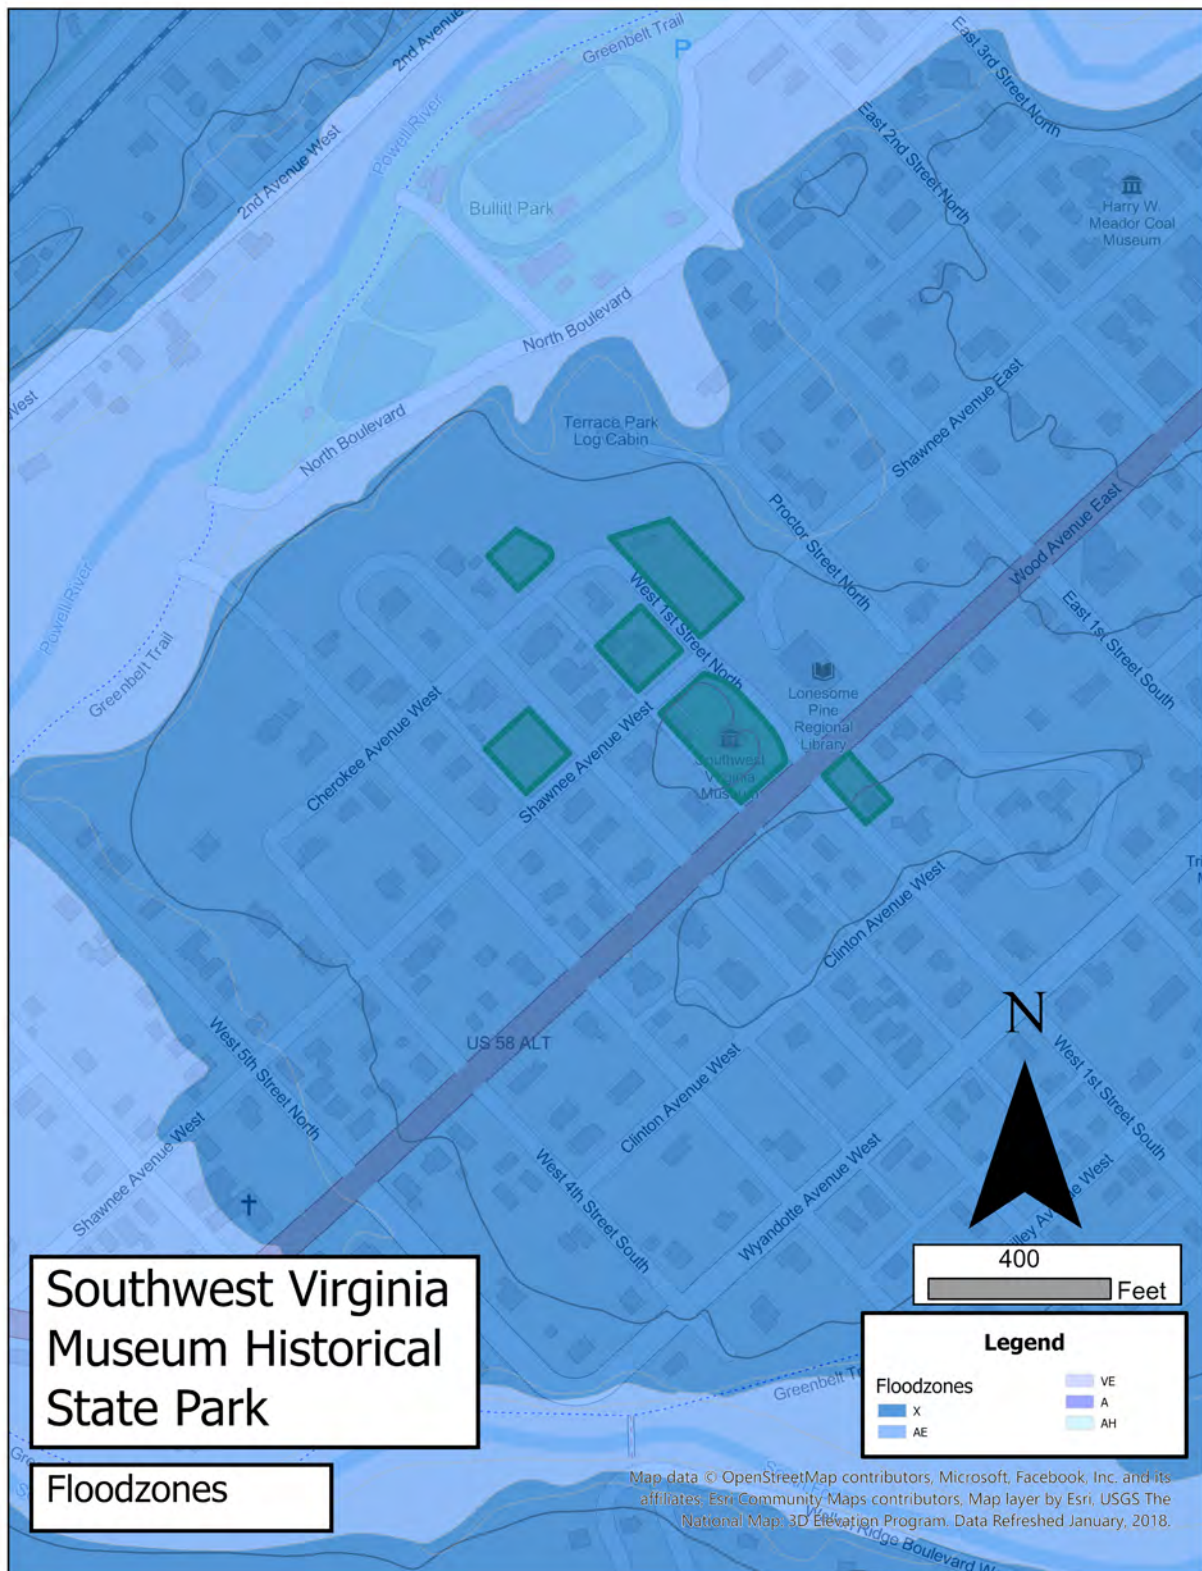 2nd Avenue
East 3rd Street North
Greenbelt Trail
P
Powell River
2nd Avenue West
East 2nd Street North
Harry W.
Meador Coal
Museum
Bullitt Park
North Boulevard
West
North Boulevard
Terrace Park
Log Cabin
Shawnee Avenue East
Proctor Street North
Wood Avenue East
Powell River
West 1st Street North
East 1st Street South
Greenbelt Trail
Lonesome
Pine
Regional
Library
Cherokee Avenue West
Shawnee Avenue West
Southwest
Virginia
Museum
Clinton Avenue West
West 5th Street North
US 58 ALT
N
Clinton Avenue West
West 1st Street South
Shawnee Avenue West
West 4th Street South
Wyandotte Avenue West
400
Feet
Southwest Virginia
Museum Historical
State Park
Floodzones
Legend
Floodzones
X
AE
VE
A
AH
Map data © OpenStreetMap contributors, Microsoft, Facebook, Inc. and its
affiliates, Esri Community Maps contributors, Map layer by Esri, USGS The
National Map: 3D Elevation Program. Data Refreshed January, 2018.